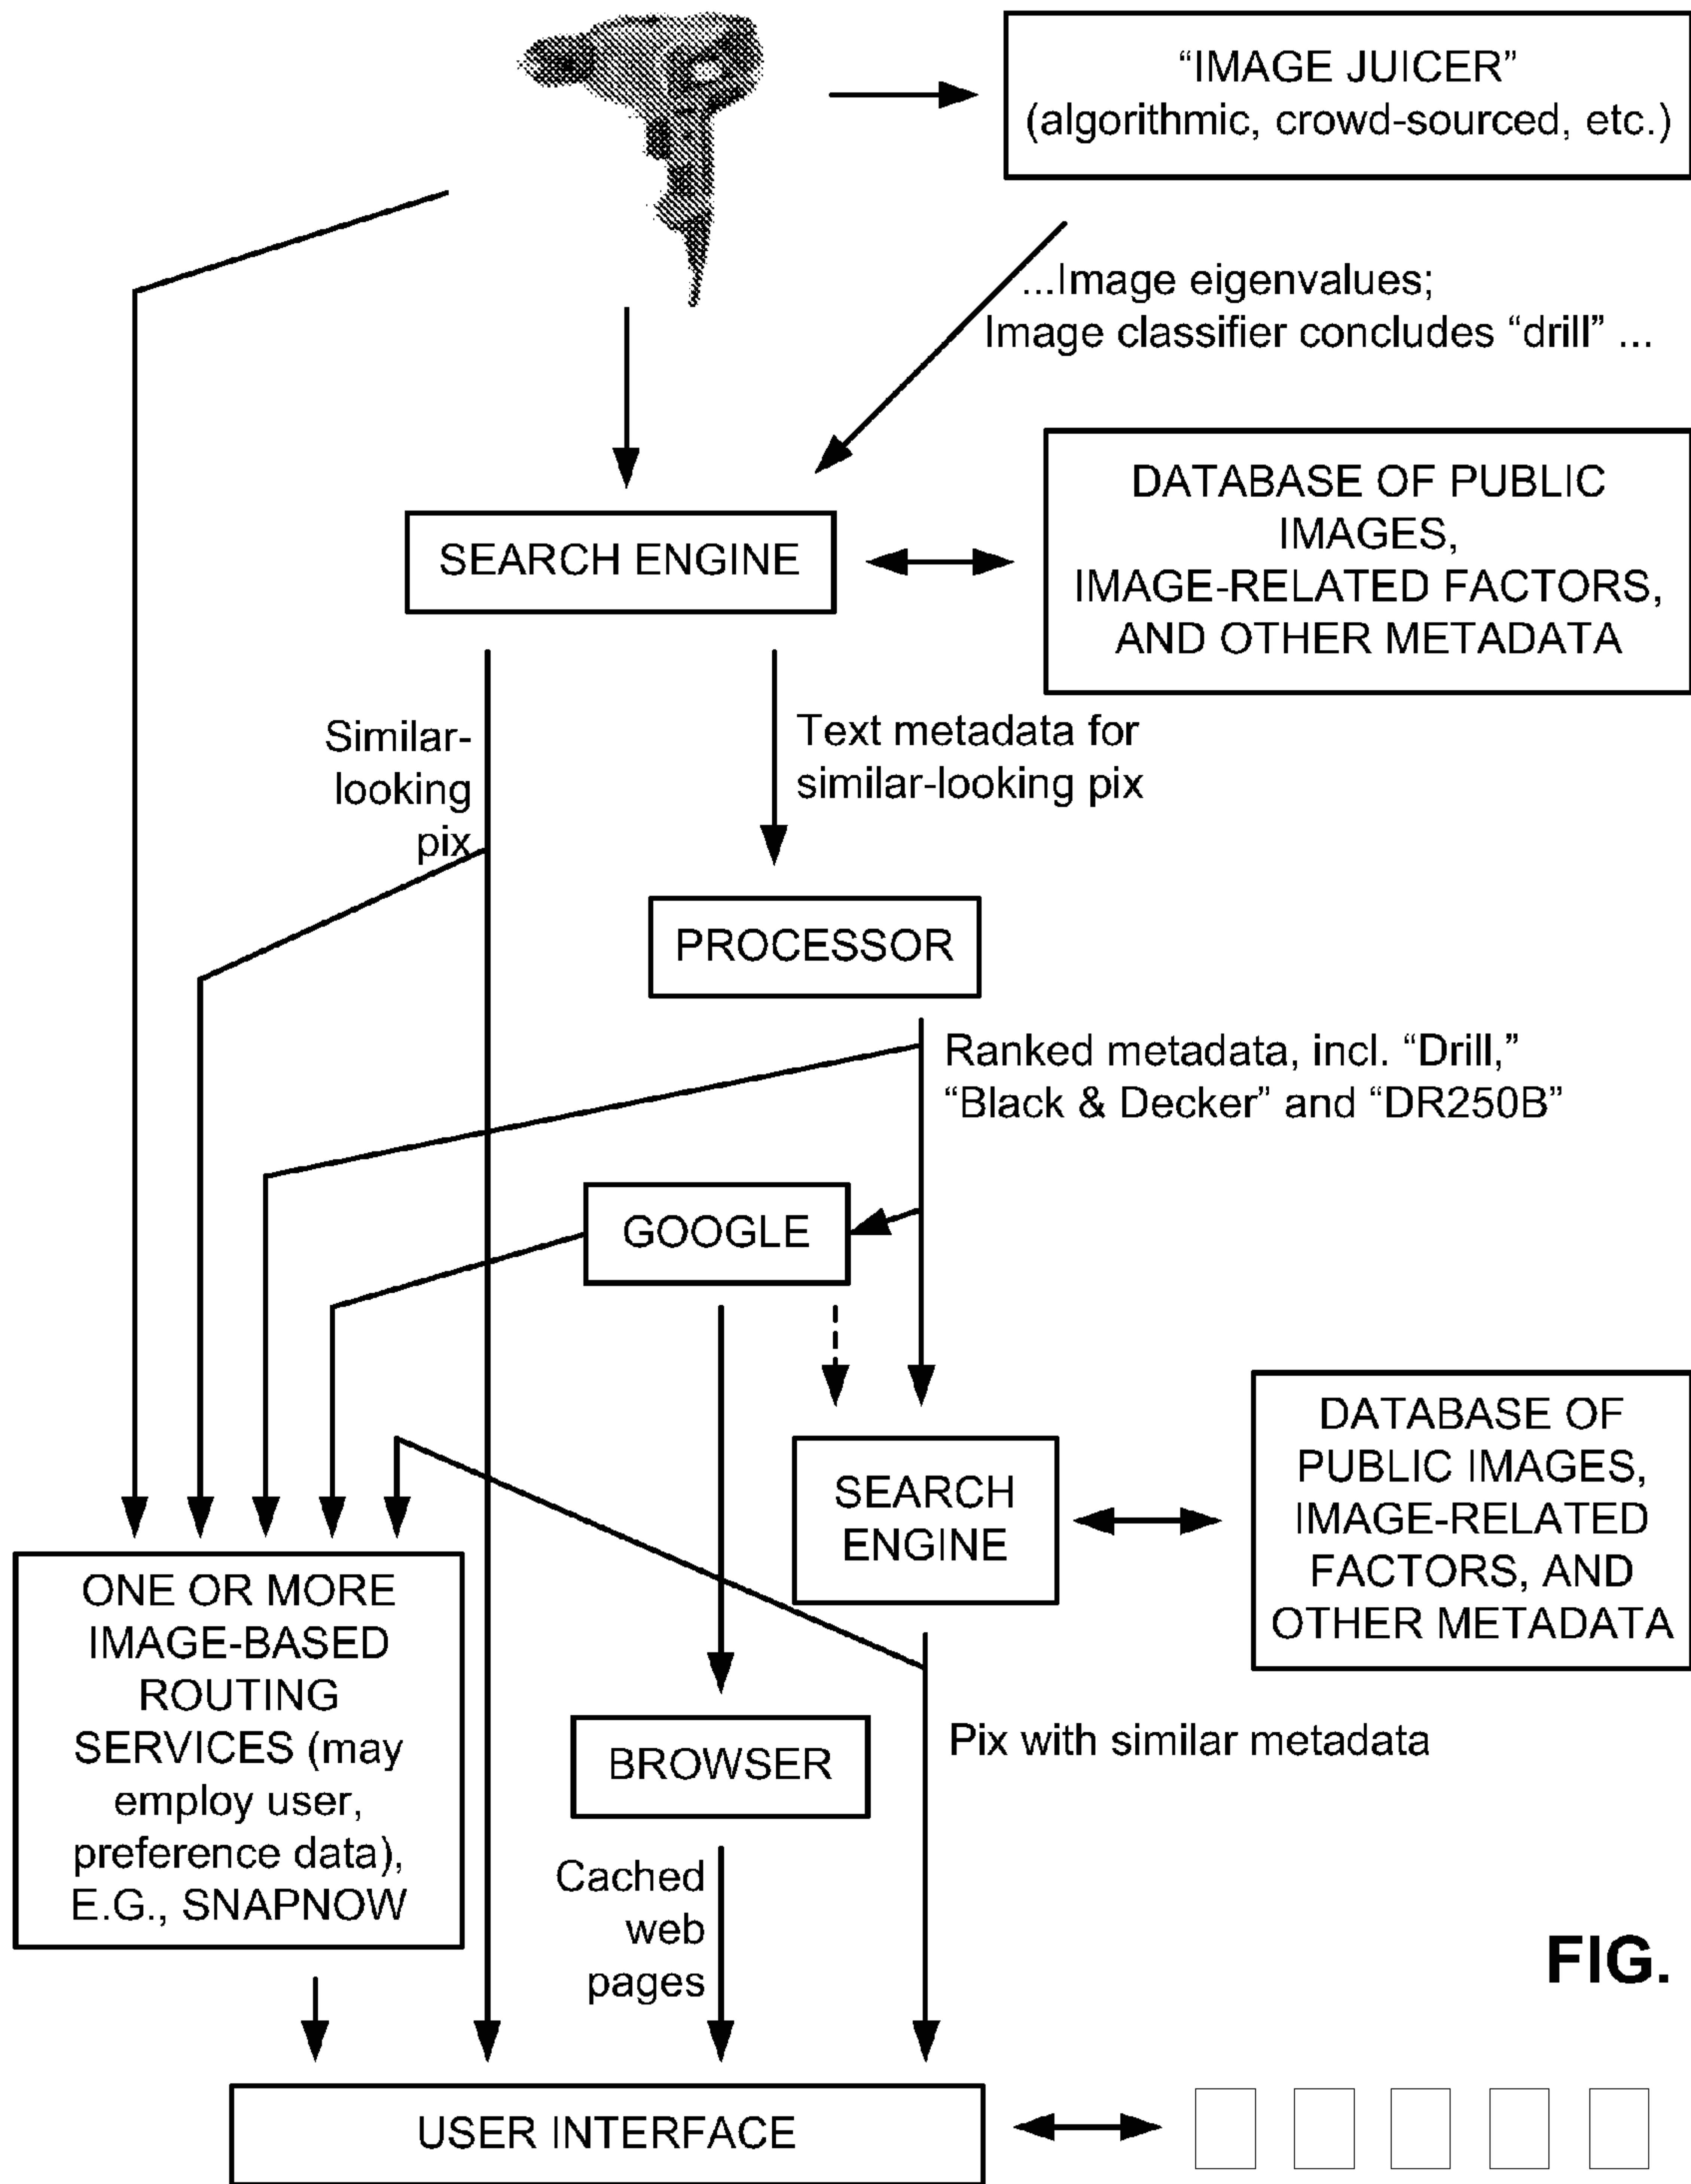 “IMAGE JUICER”
(algorithmic, crowd-sourced, etc.)
...Image eigenvalues;
Image classifier concludes “drill” ...
DATABASE OF PUBLIC
IMAGES,
IMAGE-RELATED FACTORS,
AND OTHER METADATA
SEARCH ENGINE
Similar-
looking
pix
Text metadata for
similar-looking pix
PROCESSOR
Ranked metadata, incl. “Drill,”
“Black & Decker” and “DR250B”
GOOGLE
SEARCH
ENGINE
DATABASE OF
PUBLIC IMAGES,
IMAGE-RELATED
FACTORS, AND
OTHER METADATA
ONE OR MORE
IMAGE-BASED
ROUTING
SERVICES (may
employ user,
preference data),
E.G., SNAPNOW
BROWSER
Pix with similar metadata
Cached
web
pages
FIG.
USER INTERFACE